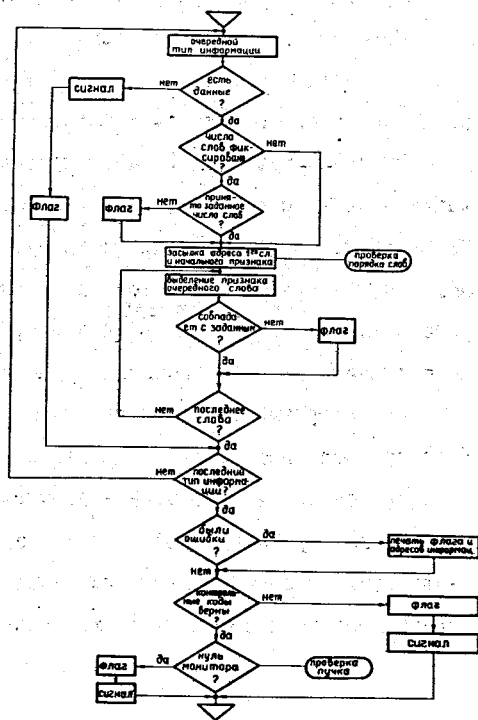 очередной
тип информации
есть
данные
?
нет
сигнал
да
флаг
число
слов фик-
сировано
?
нет
да
приня-
то заданное
число слов
?
нет
флаг
да
засылка адреса 1го сл.
и начального признака
проверка
порядка слов
выделение признака
очередного слова
совпада-
ет с заданным
?
нет
флаг
да
последнее
слово
?
нет
да
последний
тип информа-
ции?
нет
да
были
ошибки
?
да
печать флага и
адресов информац.
нет
контроль-
ные коды
верны
?
нет
флаг
сигнал
да
нуль
монитора
?
да
флаг
сигнал
проверка
пучка